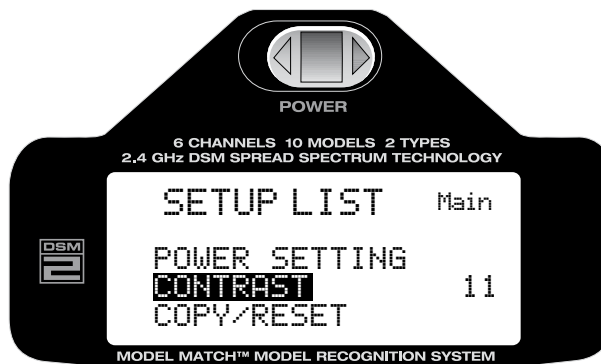 POWER
6 CHANNELS 10 MODELS 2 TYPES
2.4 GHz DSM SPREAD SPECTRUM TECHNOLOGY
SETUP LIST Main
DSM
2
POWER SETTING
CONTRAST 11
COPY/RESET
MODEL MATCH™ MODEL RECOGNITION SYSTEM